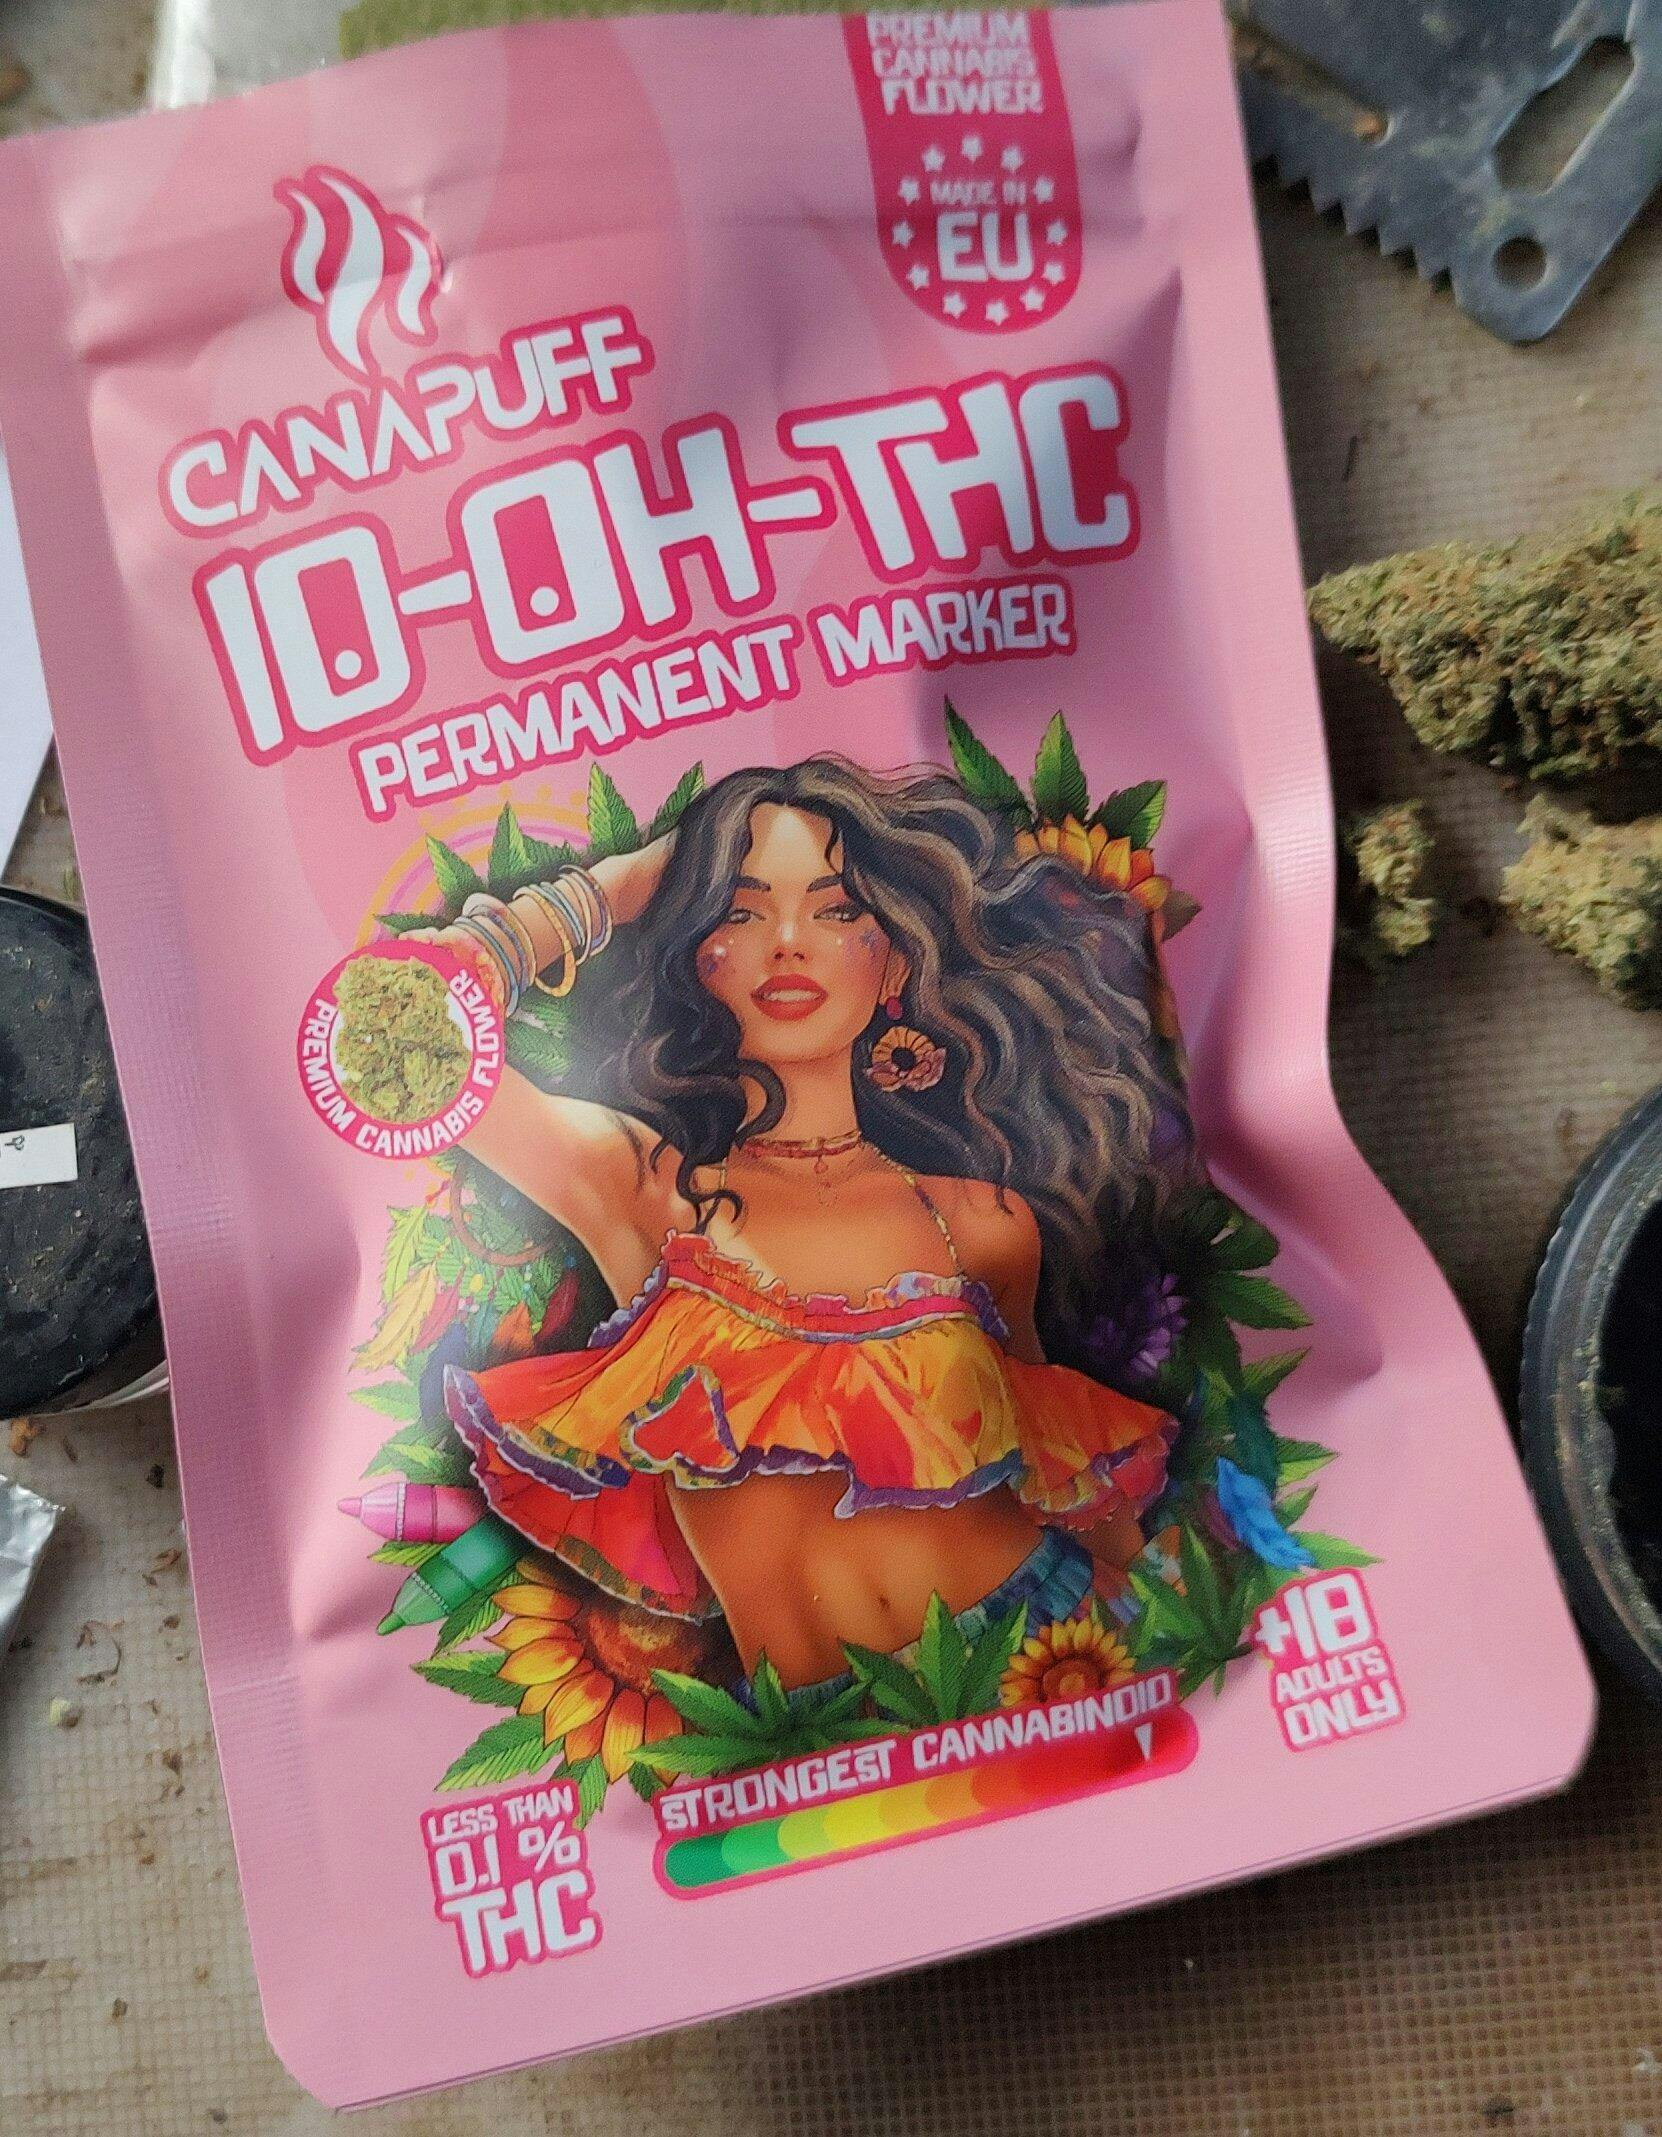 PREMIUM
CANNABIS
FLOWER
MADE IN
EU
CANAPUFF
10-OH-THC
PERMANENT MARKER
PREMIUM CANNABIS FLOWER
+18
ADULTS
ONLY
STRONGEST CANNABINOID
LESS THAN
0.1 %
THC